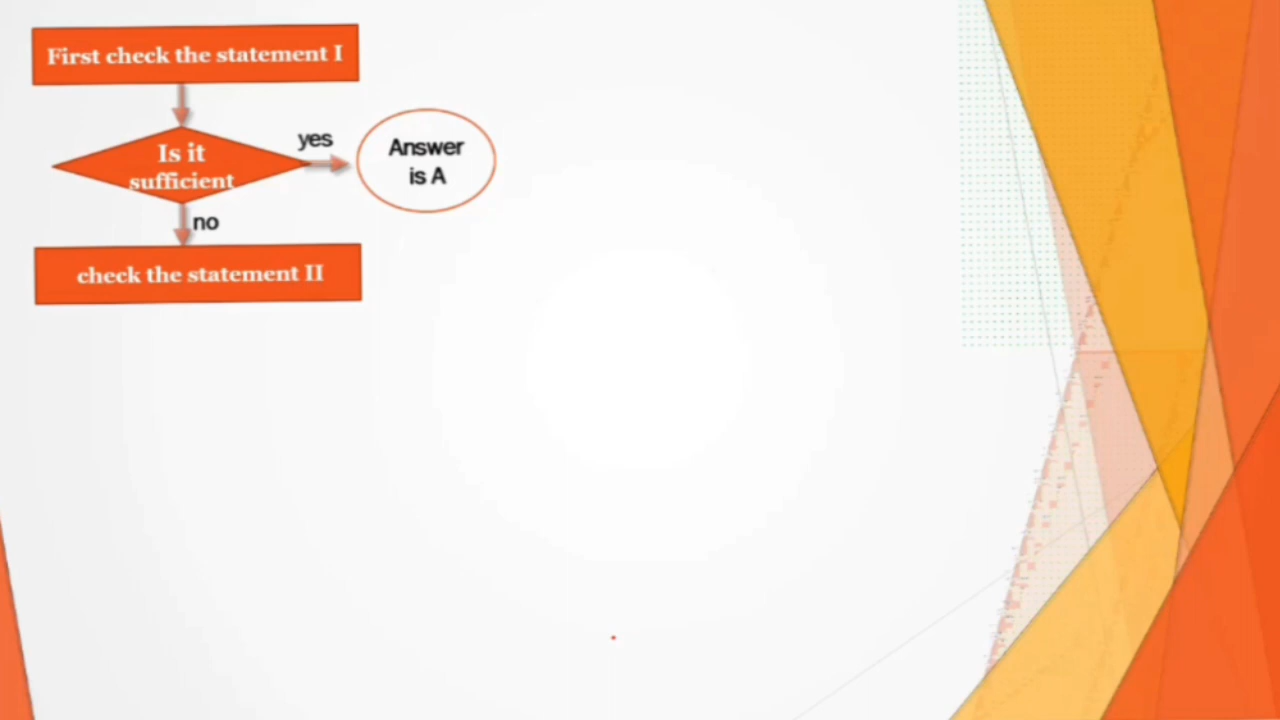 First check the statement I
Is it
sufficient
yes
Answer
is A
no
check the statement II